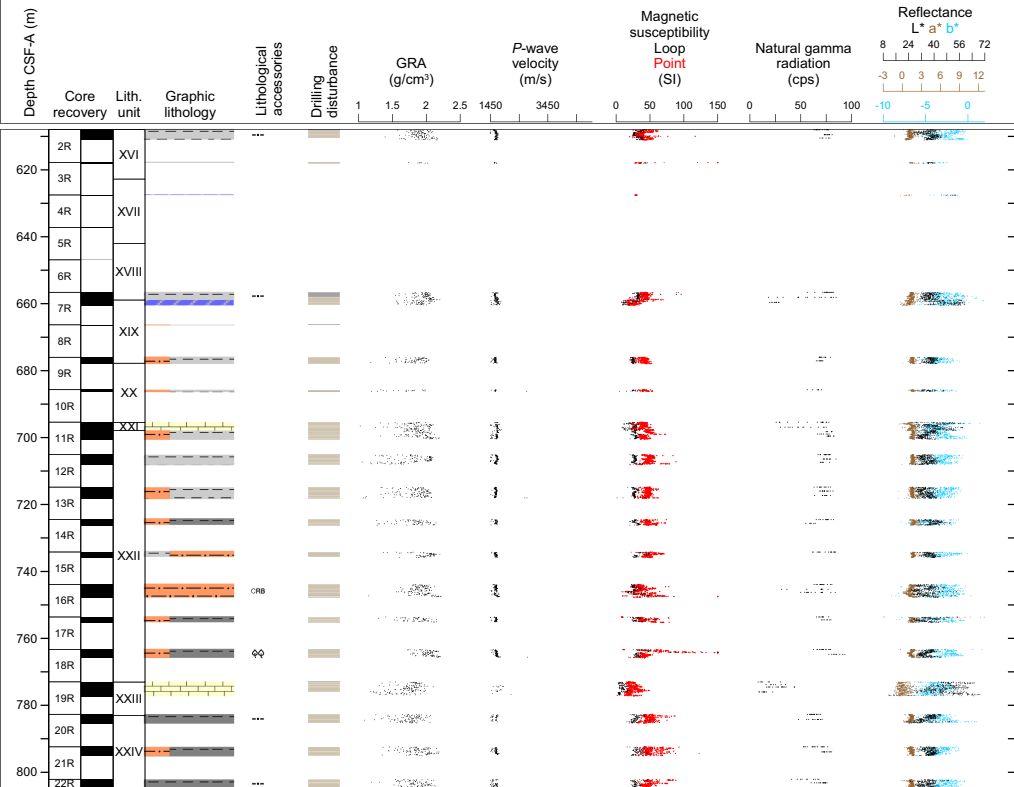 Depth CSF-A (m)
Core
recovery
Lith.
unit
Graphic
lithology
Lithological
accessories
Drilling
disturbance
GRA
(g/cm³)
1 1.5 2 2.5
P-wave
velocity
(m/s)
1450 3450
Magnetic
susceptibility
Loop
Point
(SI)
0 50 100 150
Natural gamma
radiation
(cps)
0 50 100
Reflectance
L* a* b*
8 24 40 56 72
-3 0 3 6 9 12
-10 -5 0
620
640
660
680
700
720
740
760
780
800
2R
3R
4R
5R
6R
7R
8R
9R
10R
11R
12R
13R
14R
15R
16R
17R
18R
19R
20R
21R
22R
XVI
XVII
XVIII
XIX
XX
XXI
XXII
XXIII
XXIV
CRB